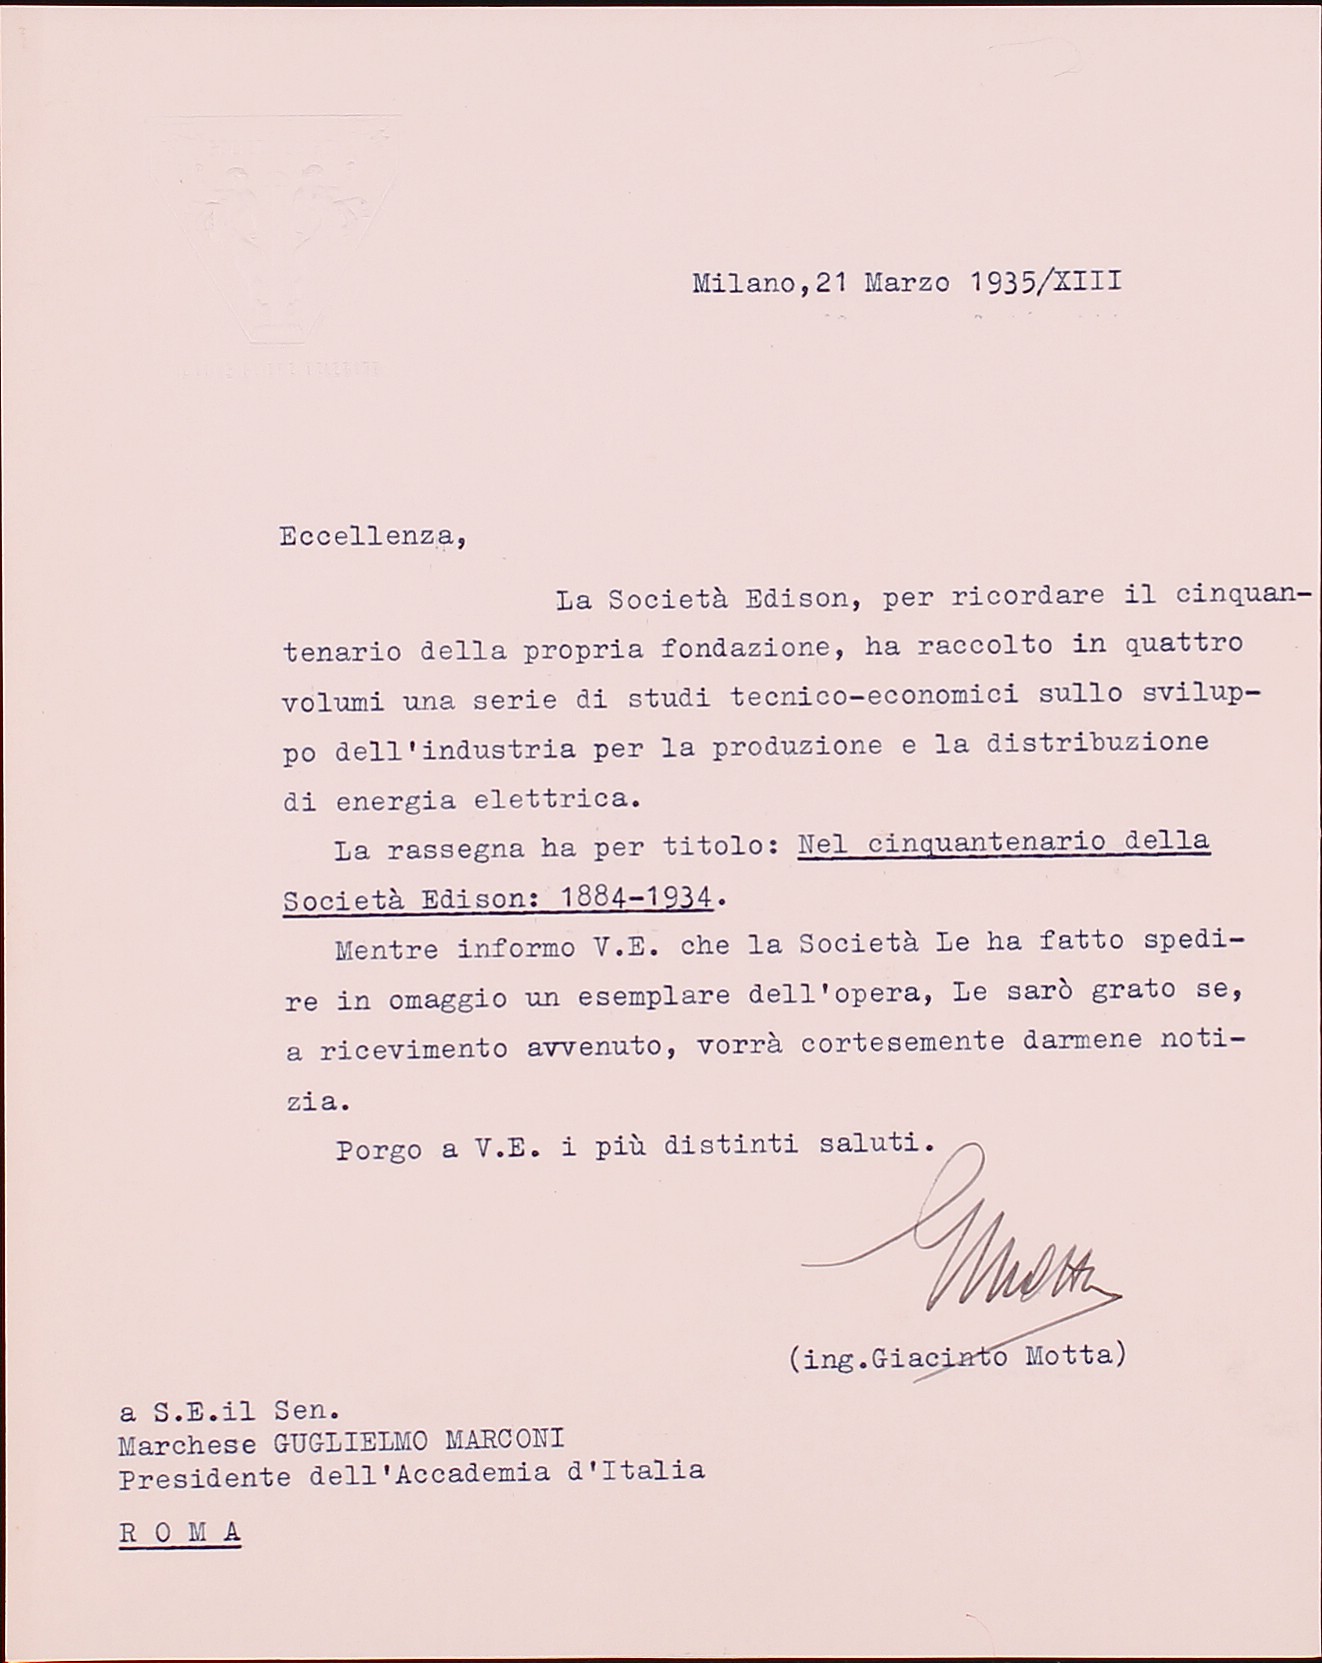 Milano,21 Marzo 1935/XIII
Eccellenza,
La Società Edison, per ricordare il cinquan-
tenario della propria fondazione, ha raccolto in quattro
volumi una serie di studi tecnico-economici sullo svilup-
po dell'industria per la produzione e la distribuzione
di energia elettrica.
La rassegna ha per titolo: Nel cinquantenario della
Società Edison: 1884-1934.
Mentre informo V.E. che la Società Le ha fatto spedi-
re in omaggio un esemplare dell'opera, Le sarò grato se,
a ricevimento avvenuto, vorrà cortesemente darmene noti-
zia.
Porgo a V.E. i più distinti saluti.
GMotta
(ing.Giacinto Motta)
a S.E.il Sen.
Marchese GUGLIELMO MARCONI
Presidente dell'Accademia d'Italia
R O M A